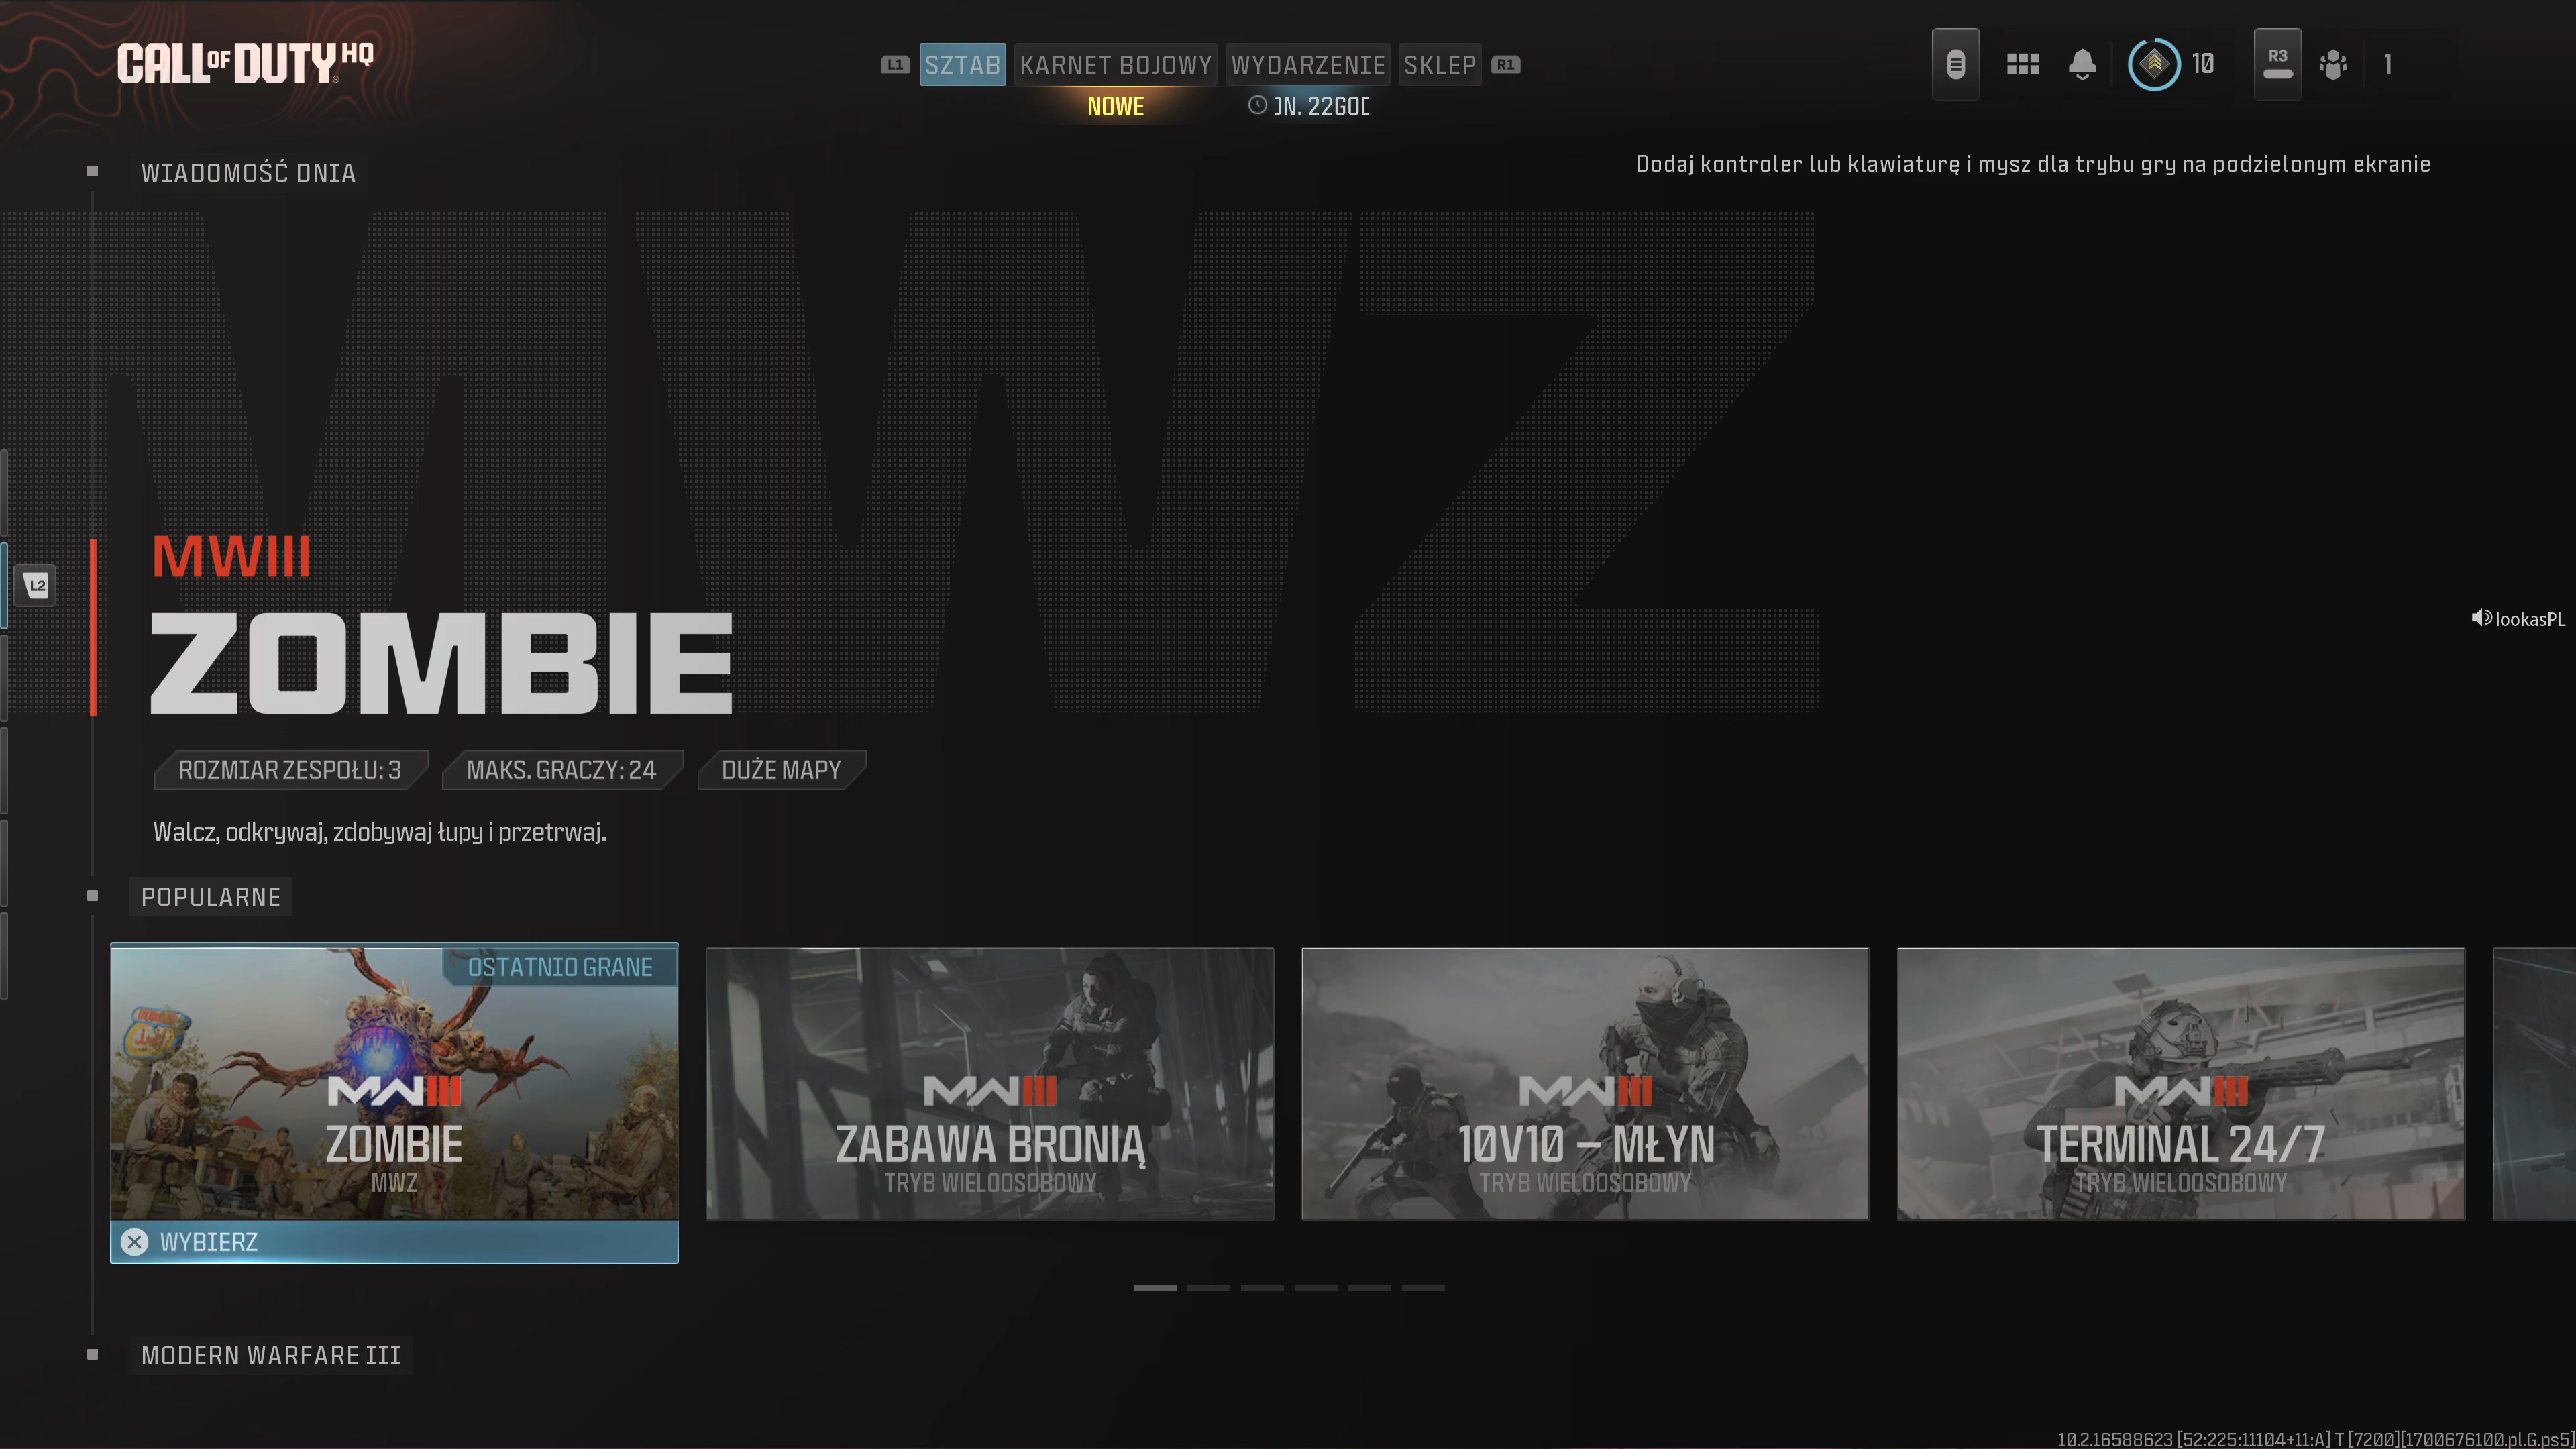 CALL OF DUTY HQ
L1 SZTAB KARNET BOJOWY WYDARZENIE SKLEP R1
NOWE
22GO
10
R3
1
WIADOMOŚĆ DNIA
Dodaj kontroler lub klawiaturę i mysz dla trybu gry na podzielonym ekranie
MWZ
MWIII
L2
ZOMBIE
lookasPL
ROZMIAR ZESPOŁU: 3
MAKS. GRACZY: 24
DUŻE MAPY
Walcz, odkrywaj, zdobywaj łupy i przetrwaj.
POPULARNE
OSTATNIO GRANE
MWIII
ZOMBIE
MWZ
WYBIERZ
MWIII
ZABAWA BRONIĄ
TRYB WIELOOSOBOWY
MWIII
10V10 – MŁYN
TRYB WIELOOSOBOWY
MWIII
TERMINAL 24/7
TRYB WIELOOSOBOWY
MODERN WARFARE III
10.2.16588623 [52:225:11104+11:A] T [7200][1700676100.pl.G.ps5]